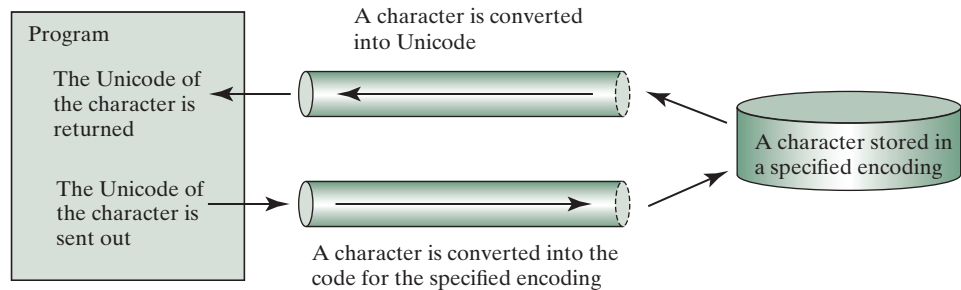 Program
The Unicode of
the character is
returned
The Unicode of
the character is
sent out
A character is converted
into Unicode
A character is converted into the
code for the specified encoding
A character stored in
a specified encoding